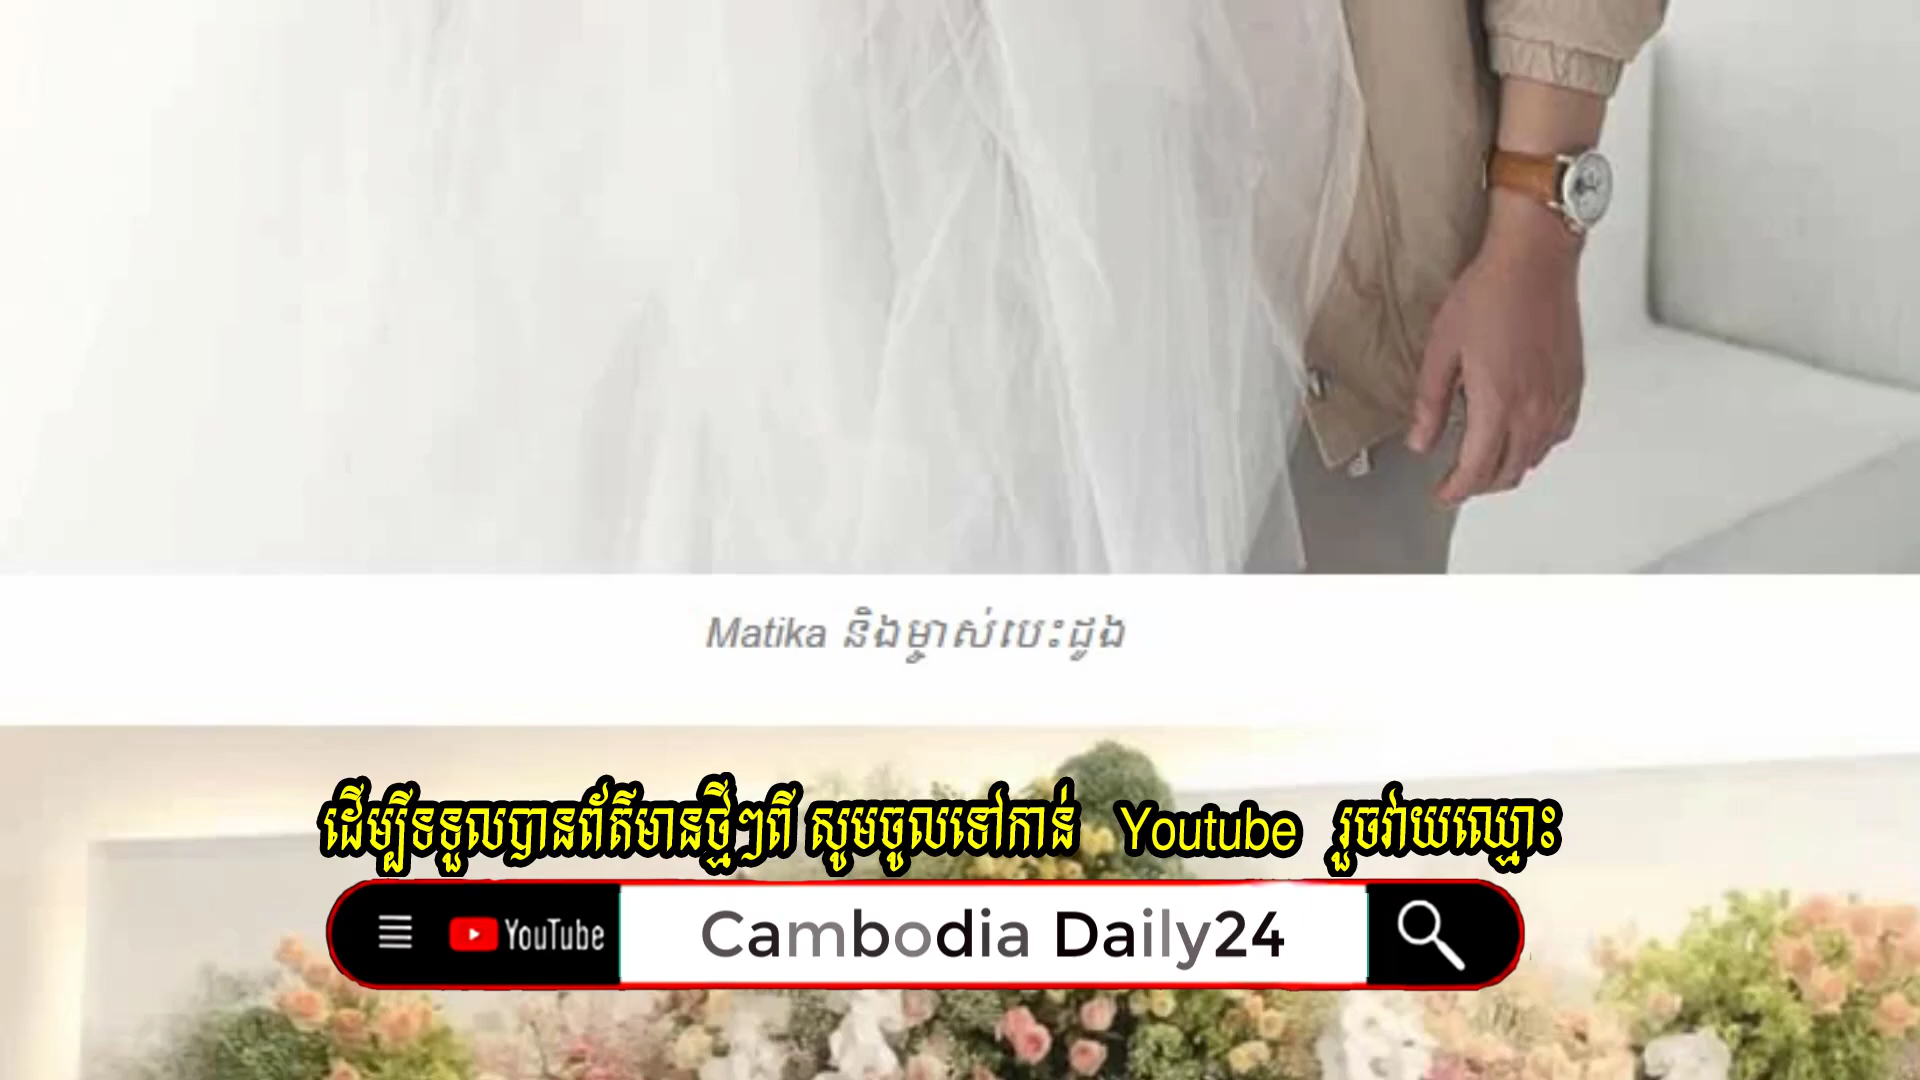 Matika និងម្ចាស់បេះដូង
ដើម្បីទទួលបានព័ត៌មានថ្មីៗពី សូមចូលទៅកាន់ Youtube រួចវាយឈ្មោះ
YouTube Cambodia Daily24